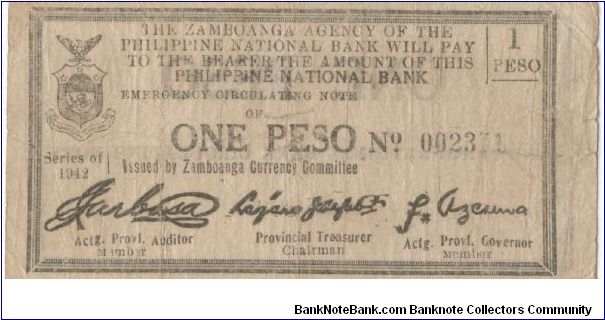 THE ZAMBOANGA AGENCY OF THE
PHILIPPINE NATIONAL BANK WILL PAY
TO THE BEARER THE AMOUNT OF THIS
PHILIPPINE NATIONAL BANK
1
PESO
EMERGENCY CIRCULATING NOTE
OF
ONE PESO Nº 00237
Series of
1942
Issued by Zamboanga Currency Committee
Actg. Provl. Auditor
Member
Provincial Treasurer
Chairman
Actg. Provl. Governor
Member
BankNoteBank.com Banknote Collectors Community